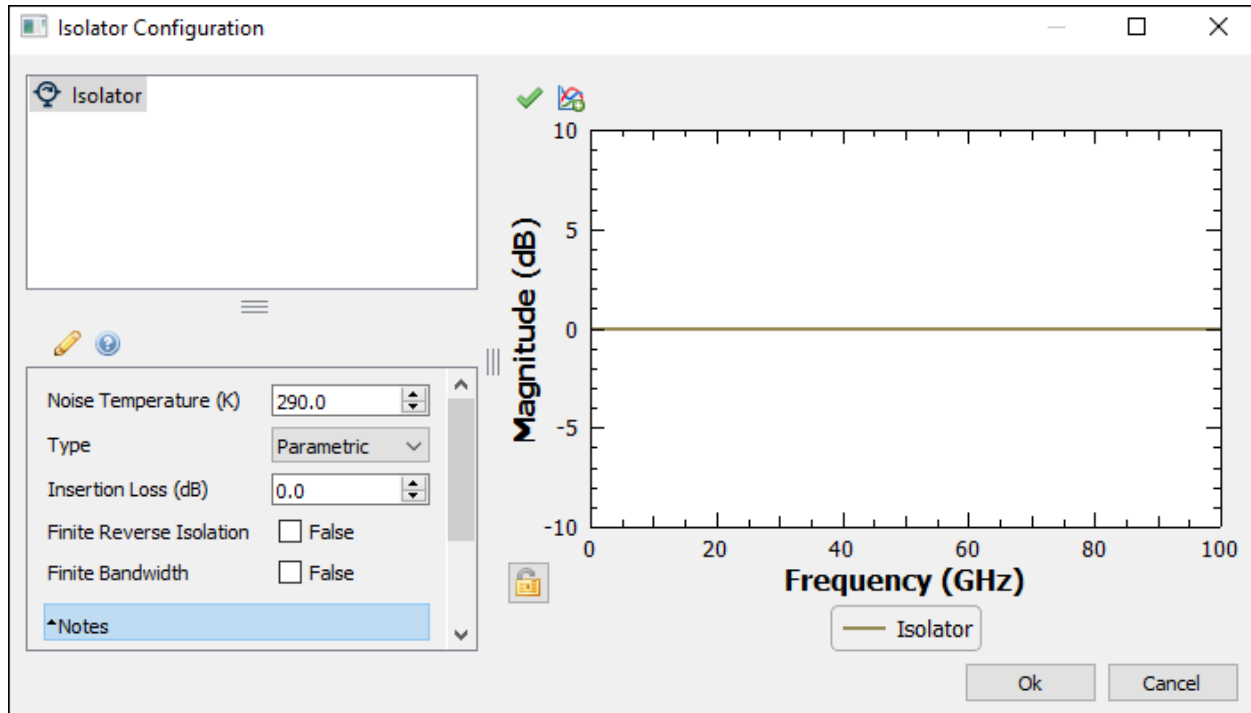 Isolator Configuration
Isolator
Noise Temperature (K) 290.0
Type Parametric
Insertion Loss (dB) 0.0
Finite Reverse Isolation False
Finite Bandwidth False
Notes
Magnitude (dB)
10
5
0
-5
-10
0 20 40 60 80 100
Frequency (GHz)
Isolator
Ok Cancel